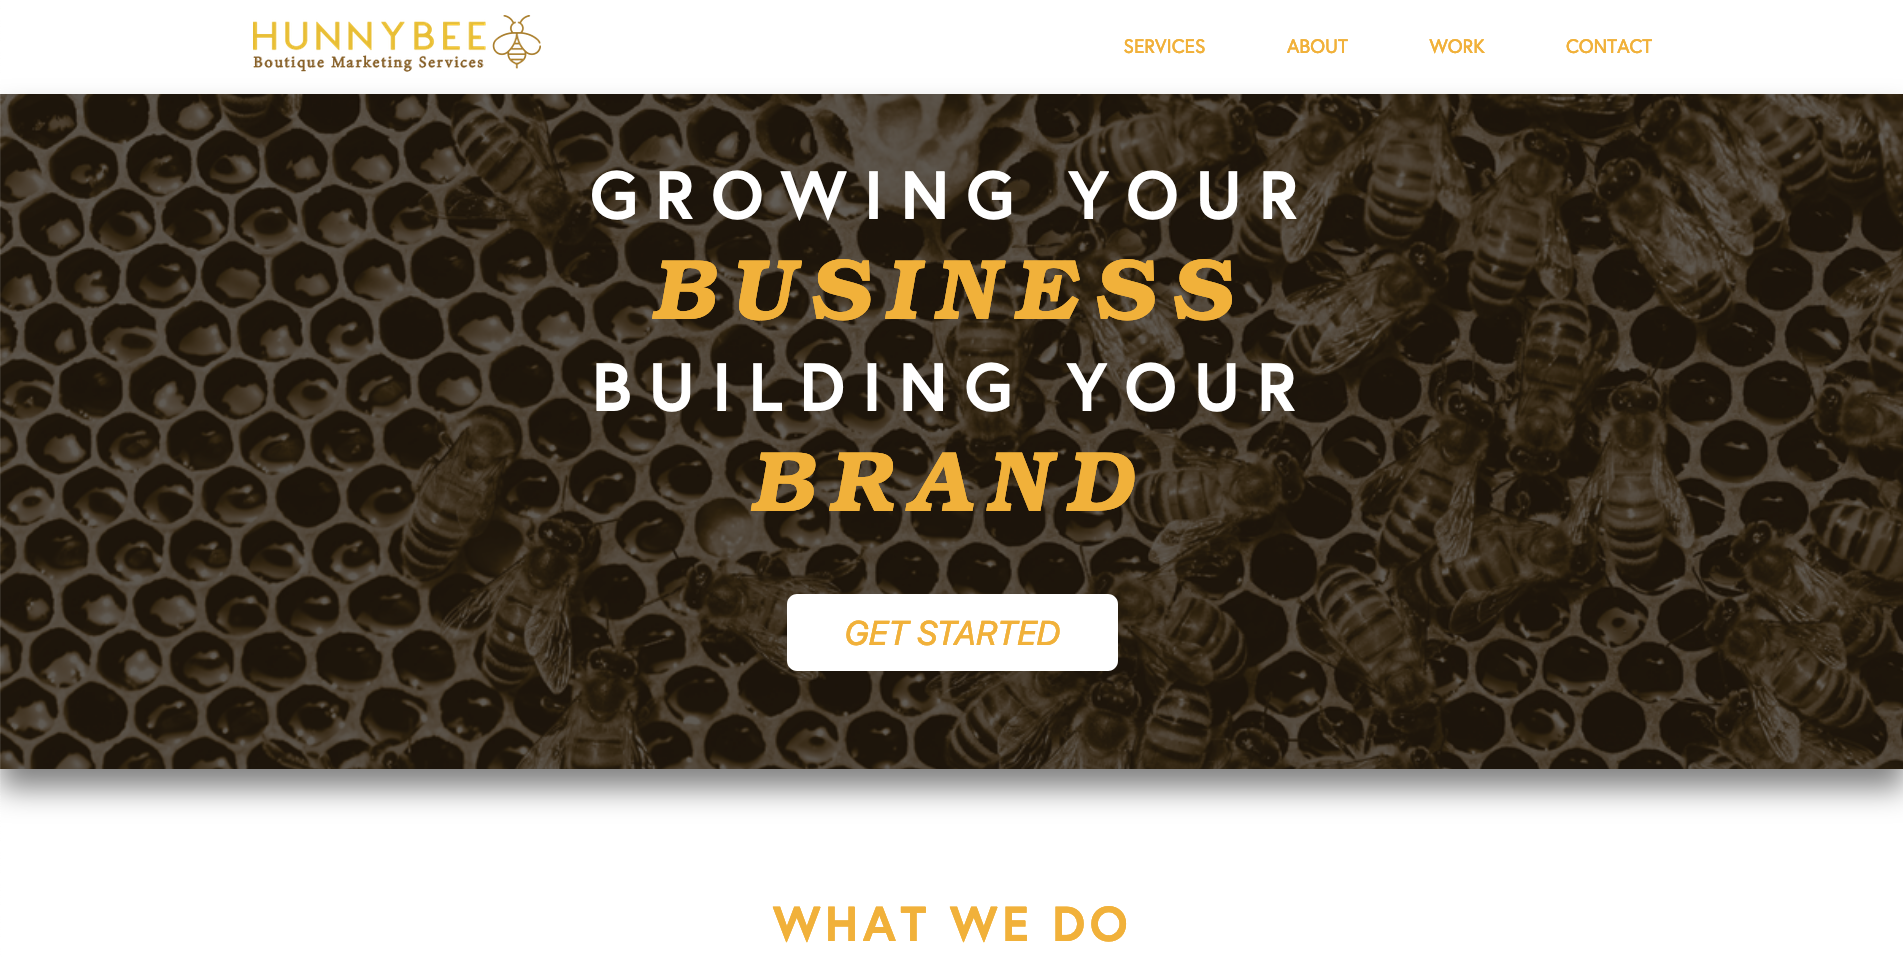 HUNNYBEE
Boutique Marketing Services
SERVICES ABOUT WORK CONTACT
GROWING YOUR
BUSINESS
BUILDING YOUR
BRAND
GET STARTED
WHAT WE DO